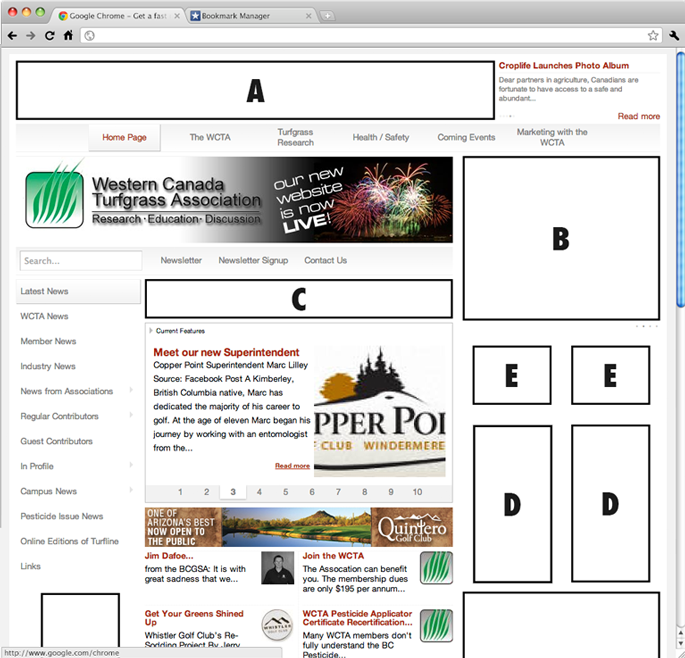 Google Chrome - Get a fast
Bookmark Manager
Croplife Launches Photo Album
Dear partners in agriculture, Canadians are
fortunate to have access to a safe and
abundant...
Read more
A
Home Page
The WCTA
Turfgrass
Research
Health / Safety
Coming Events
Marketing with the
WCTA
Western Canada
Turfgrass Association
Research · Education · Discussion
our new
website
is now
LIVE!
B
Search...
Newsletter
Newsletter Signup
Contact Us
C
Latest News
WCTA News
Member News
Industry News
News from Associations
Regular Contributors
Guest Contributors
In Profile
Campus News
Pesticide Issue News
Online Editions of Turfline
Links
Current Features
Meet our new Superintendent
Copper Point Superintendent Marc Lilley
Source: Facebook Post A Kimberley,
British Columbia native, Marc has
dedicated the majority of his career to
golf. At the age of eleven Marc began his
journey by working with an entomologist
from the...
Read more
PPER POI
F CLUB WINDERMERE
1 2 3 4 5 6 7 8 9 10
E
E
D
D
ONE OF
ARIZONA'S BEST
NOW OPEN TO
THE PUBLIC
Quintero
Golf Club
Jim Dafoe...
from the BCGSA: It is with
great sadness that we...
Join the WCTA
The Assocation can benefit
you. The membership dues
are only $195 per annum...
Get Your Greens Shined
Up
Whistler Golf Club's Re-
Sodding Project By Jerry
WHISTLER
WCTA Pesticide Applicator
Certificate Recertification...
Many WCTA members don't
fully understand the BC
Pesticide...
http://www.google.com/chrome